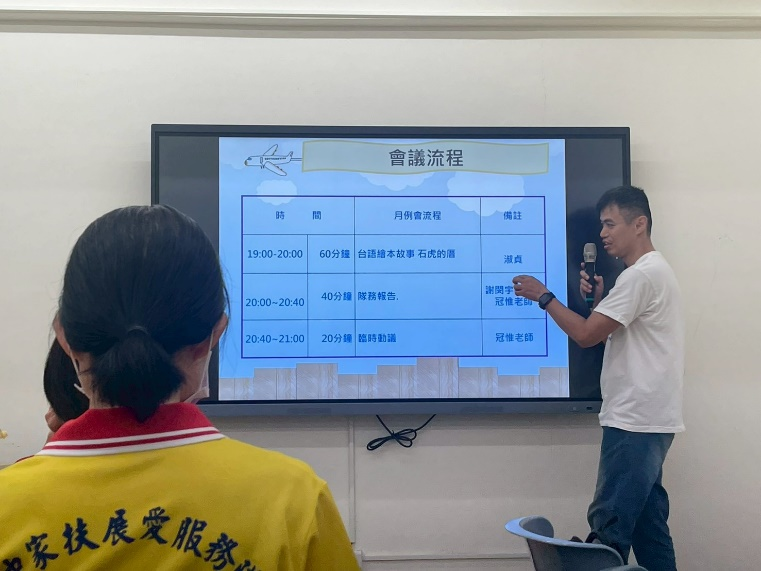 會議流程
時 間 月例會流程 備註
19:00-20:00 60分鐘 台語繪本故事 石虎的厝 淑貞
20:00~20:40 40分鐘 隊務報告. 謝閔宇
冠惟老師
20:40~21:00 20分鐘 臨時動議 冠惟老師
家扶展愛服務